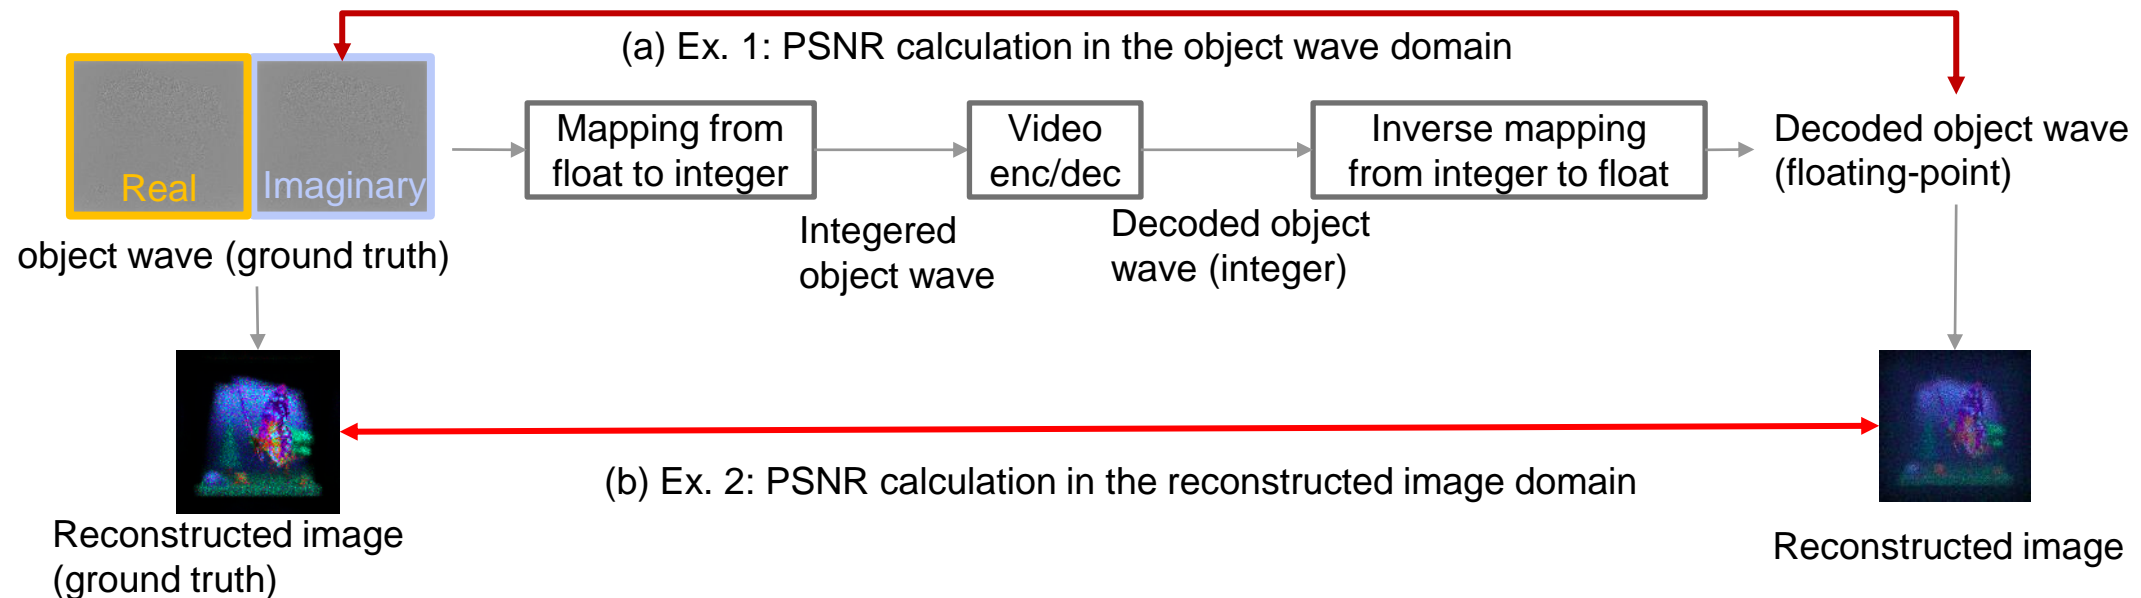 (a) Ex. 1: PSNR calculation in the object wave domain
Real
Imaginary
object wave (ground truth)
Mapping from
float to integer
Integered
object wave
Video
enc/dec
Decoded object
wave (integer)
Inverse mapping
from integer to float
Decoded object wave
(floating-point)
(b) Ex. 2: PSNR calculation in the reconstructed image domain
Reconstructed image
(ground truth)
Reconstructed image